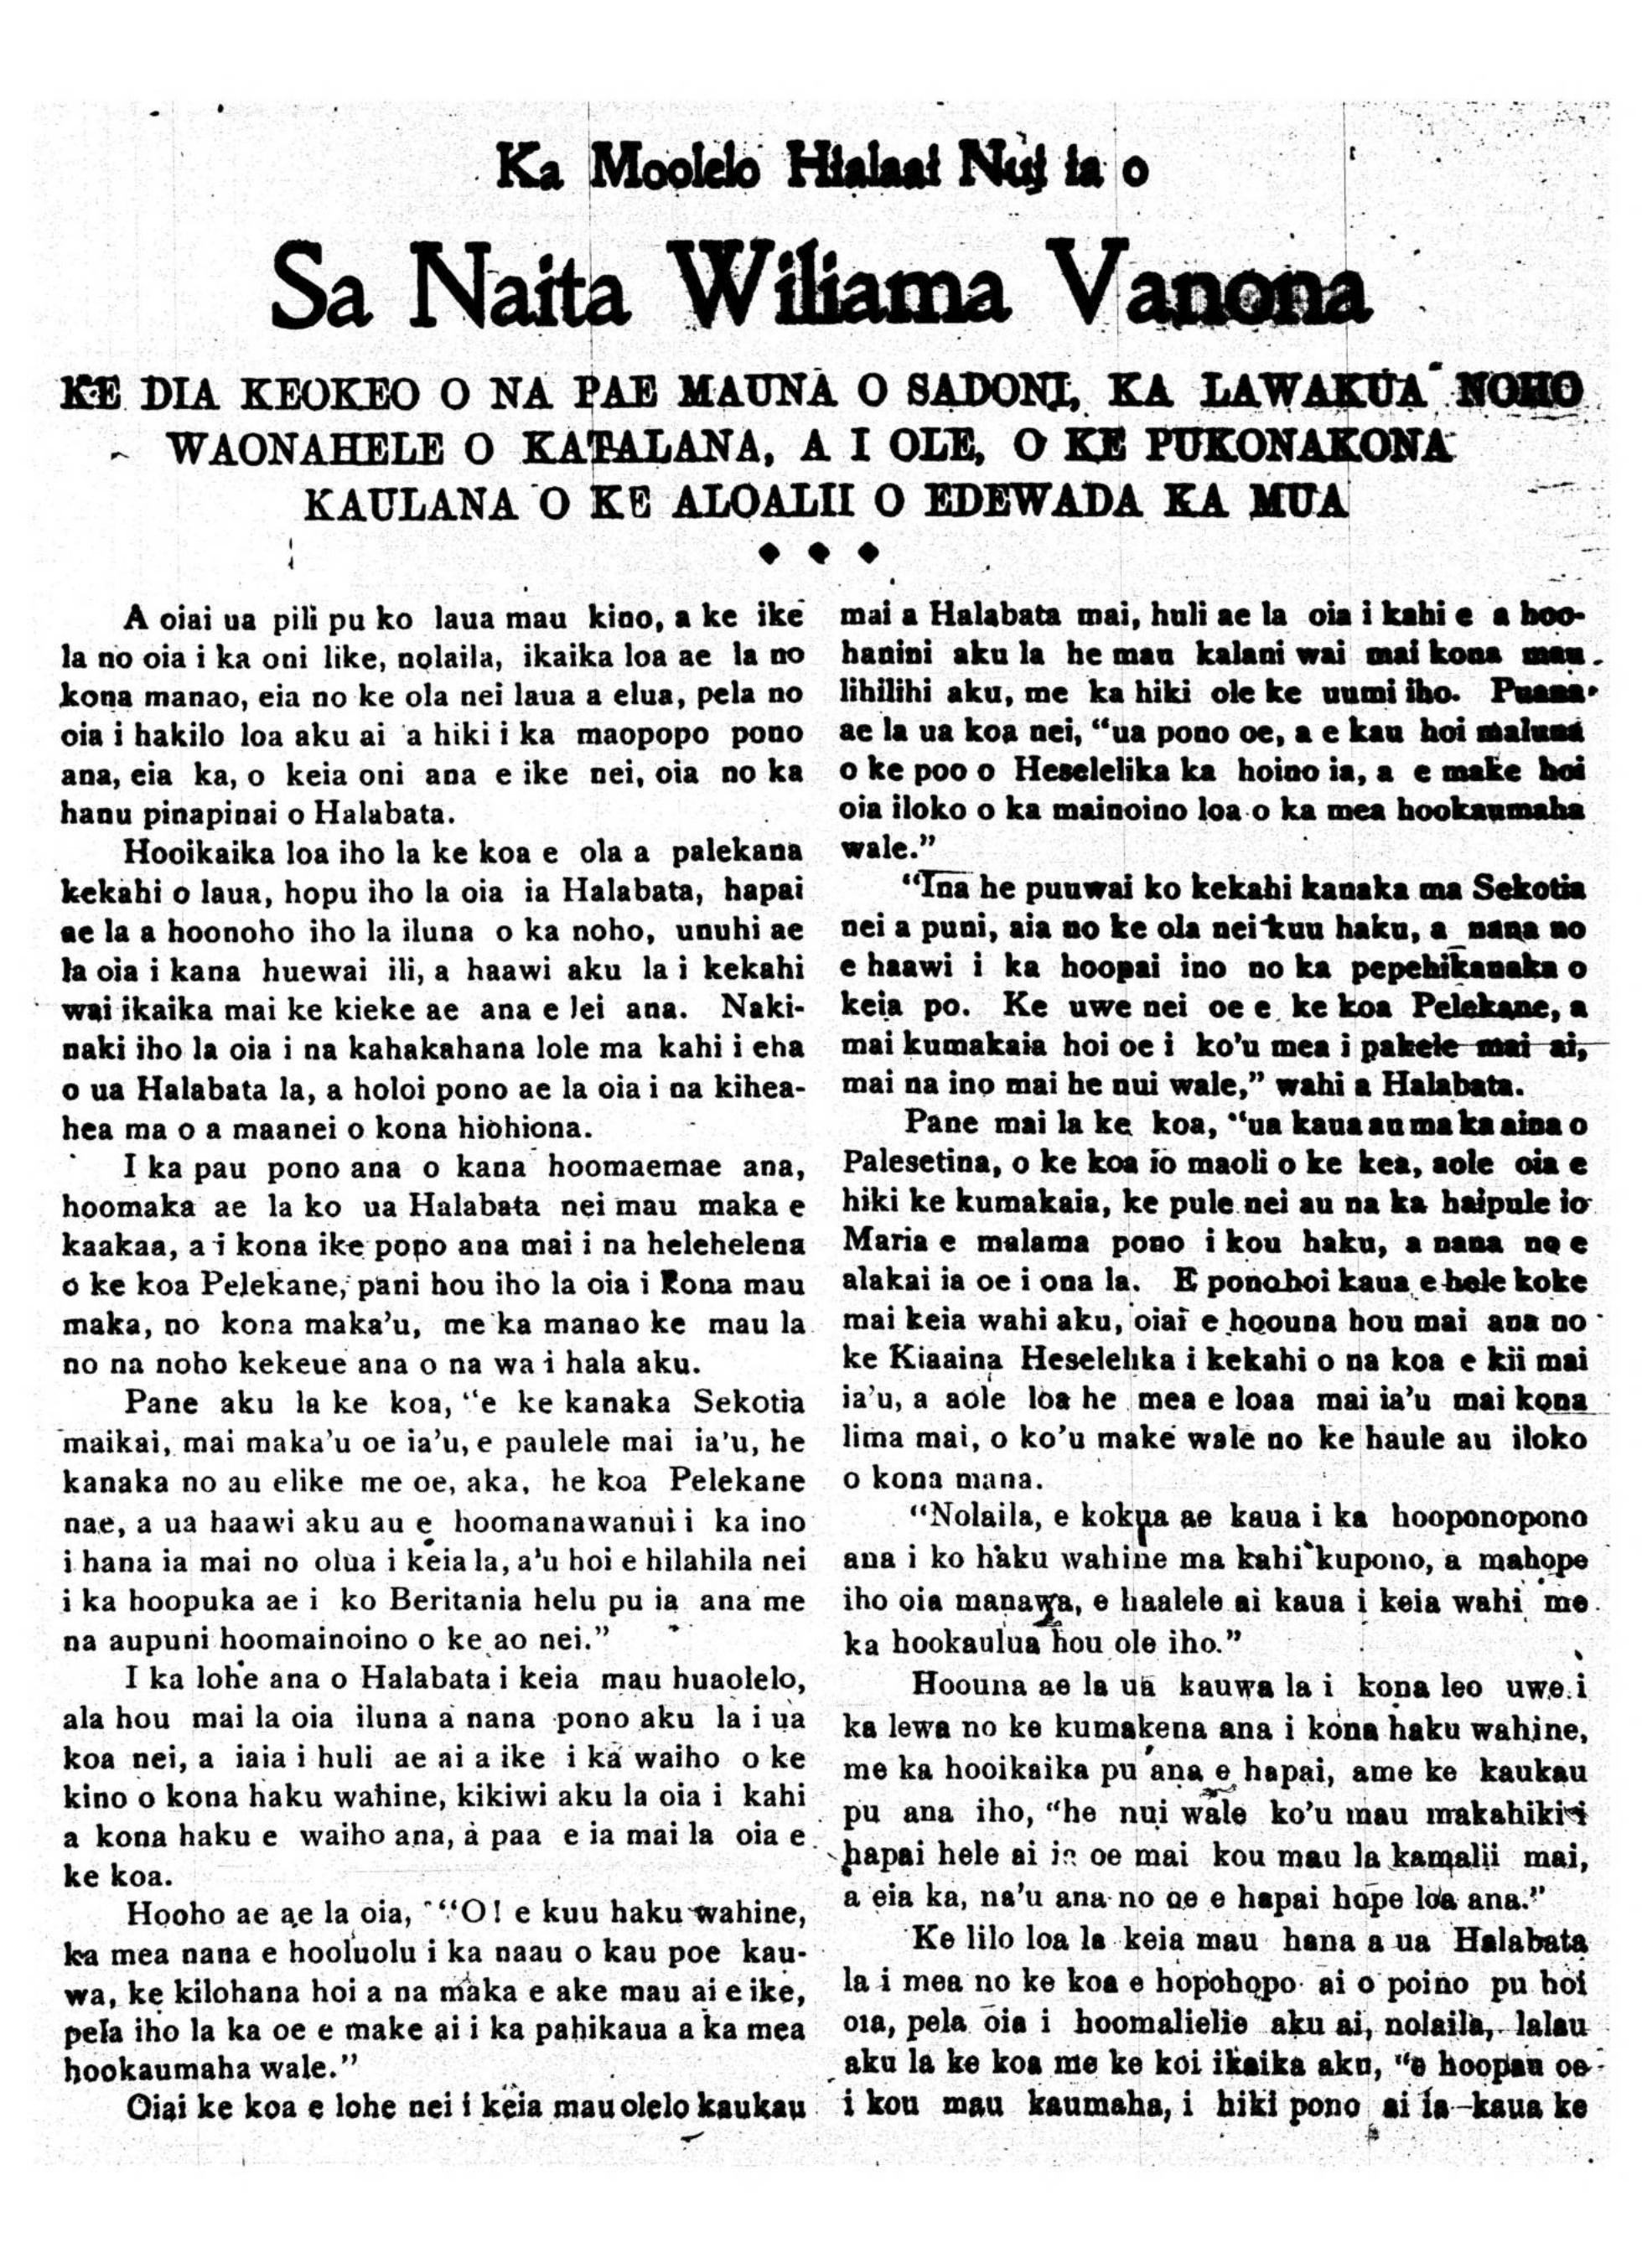 Ka Moolelo Hialaai Nui ia o
Sa Naita Wiliama Vanona
KE DIA KEOKEO O NA PAE MAUNA O SADONI, KA LAWAKUA NOHO
WAONAHELE O KATALANA, A I OLE, O KE PUKONAKONA
KAULANA O KE ALOALII O EDEWADA KA MUA
A oiai ua pili pu ko laua mau kino, a ke ike
la no oia i ka oni like, nolaila, ikaika loa ae la no
kona manao, eia no ke ola nei laua a elua, pela no
oia i hakilo loa aku ai a hiki i ka maopopo pono
ana, eia ka, o keia oni ana e ike nei, oia no ka
hanu pinapinai o Halabata.
Hooikaika loa iho la ke koa e ola a palekana
kekahi o laua, hopu iho la oia ia Halabata, hapai
ae la a hoonoho iho la iluna o ka noho, unuhi ae
la oia i kana huewai ili, a haawi aku la i kekahi
wai ikaika mai ke kieke ae ana e lei ana. Naki-
naki iho la oia i na kahakahana lole ma kahi i eha
o ua Halabata la, a holoi pono ae la oia i na kihea-
hea ma o a maanei o kona hiohiona.
I ka pau pono ana o kana hoomaemae ana,
hoomaka ae la ko ua Halabata nei mau maka e
kaakaa, a i kona ike pono ana mai i na helehelena
o ke koa Pelekane, pani hou iho la oia i kona mau
maka, no kona maka'u, me ka manao ke mau la
no na noho kekeue ana o na wa i hala aku.
Pane aku la ke koa, "e ke kanaka Sekotia
maikai, mai maka'u oe ia'u, e paulele mai ia'u, he
kanaka no au elike me oe, aka, he koa Pelekane
nae, a ua haawi aku au e hoomanawanui i ka ino
i hana ia mai no olua i keia la, a'u hoi e hilahila nei
i ka hoopuka ae i ko Beritania helu pu ia ana me
na aupuni hoomainoino o ke ao nei."
I ka lohe ana o Halabata i keia mau huaolelo,
ala hou mai la oia iluna a nana pono aku la i ua
koa nei, a iaia i huli ae ai a ike i ka waiho o ke
kino o kona haku wahine, kikiwi aku la oia i kahi
a kona haku e waiho ana, a paa e ia mai la oia e
ke koa.
Hooho ae ae la oia, "O! e kuu haku wahine,
ka mea nana e hooluolu i ka naau o kau poe kau-
wa, ke kilohana hoi a na maka e ake mau ai e ike,
pela iho la ka oe e make ai i ka pahikaua a ka mea
hookaumaha wale."
Oiai ke koa e lohe nei i keia mau olelo kaukau
mai a Halabata mai, huli ae la oia i kahi e a hoo-
hanini aku la he mau kalani wai mai kona mau
lihilihi aku, me ka hiki ole ke uumi iho. Puana
ae la ua koa nei, "ua pono oe, a e kau hoi maluna
o ke poo o Heselelika ka hoino ia, a e make hoi
oia iloko o ka mainoino loa o ka mea hookaumaha
wale."
"Ina he puuwai ko kekahi kanaka ma Sekotia
nei a puni, aia no ke ola nei kuu haku, a nana no
e haawi i ka hoopai ino no ka pepehikanaka o
keia po. Ke uwe nei oe e ke koa Pelekane, a
mai kumakaia hoi oe i ko'u mea i pakele mai ai,
mai na ino mai he nui wale," wahi a Halabata.
Pane mai la ke koa, "ua kaua au ma ka aina o
Palesetina, o ke koa io maoli o ke kea, aole oia e
hiki ke kumakaia, ke pule nei au na ka haipule io
Maria e malama pono i kou haku, a nana no e
alakai ia oe i ona la. E pono hoi kaua e hele koke
mai keia wahi aku, oiai e hoouna hou mai ana no
ke Kiaaina Heselelika i kekahi o na koa e kii mai
ia'u, a aole loa he mea e loaa mai ia'u mai kona
lima mai, o ko'u make wale no ke haule au iloko
o kona mana.
"Nolaila, e kokua ae kaua i ka hooponopono
ana i ko haku wahine ma kahi kupono, a mahope
iho oia manawa, e haalele ai kaua i keia wahi me
ka hookaulua hou ole iho."
Hoouna ae la ua kauwa la i kona leo uwe i
ka lewa no ke kumakena ana i kona haku wahine,
me ka hooikaika pu ana e hapai, ame ke kaukau
pu ana iho, "he nui wale ko'u mau makahiki i
hapai hele ai ia oe mai kou mau la kamalii mai,
a eia ka, na'u ana no oe e hapai hope loa ana."
Ke lilo loa la keia mau hana a ua Halabata
la i mea no ke koa e hopohopo ai o poino pu hoi
oia, pela oia i hoomalielie aku ai, nolaila, lalau
aku la ke koa me ke koi ikaika aku, "e hoopau oe
i kou mau kaumaha, i hiki pono ai ia kaua ke